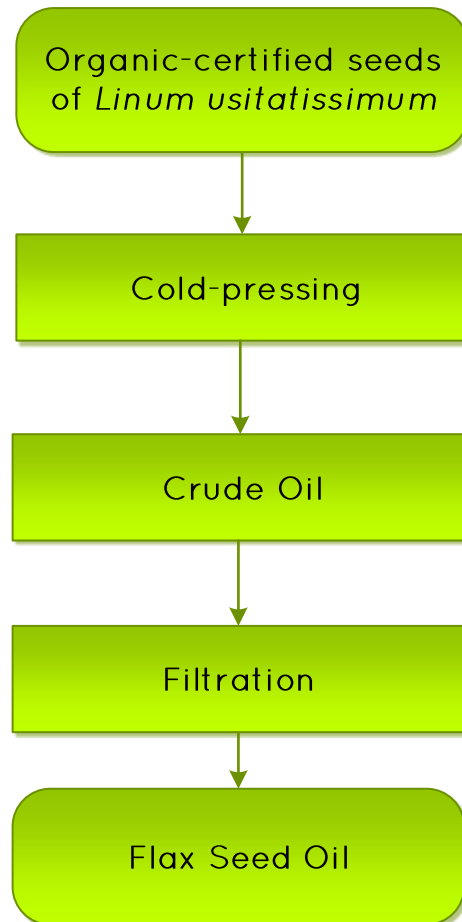 Organic-certified seeds
of Linum usitatissimum
Cold-pressing
Crude Oil
Filtration
Flax Seed Oil